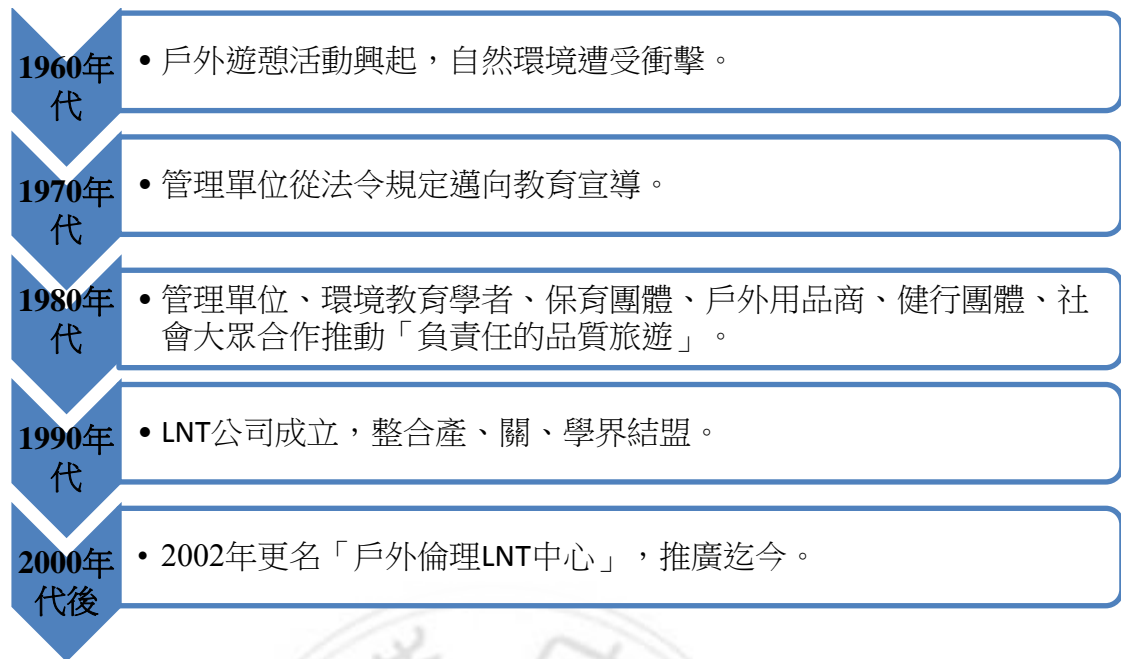 1960年
代
• 戶外遊憩活動興起，自然環境遭受衝擊。
1970年
代
• 管理單位從法令規定邁向教育宣導。
1980年
代
• 管理單位、環境教育學者、保育團體、戶外用品商、健行團體、社
會大眾合作推動「負責任的品質旅遊」。
1990年
代
• LNT公司成立，整合產、關、學界結盟。
2000年
代後
• 2002年更名「戶外倫理LNT中心」，推廣迄今。